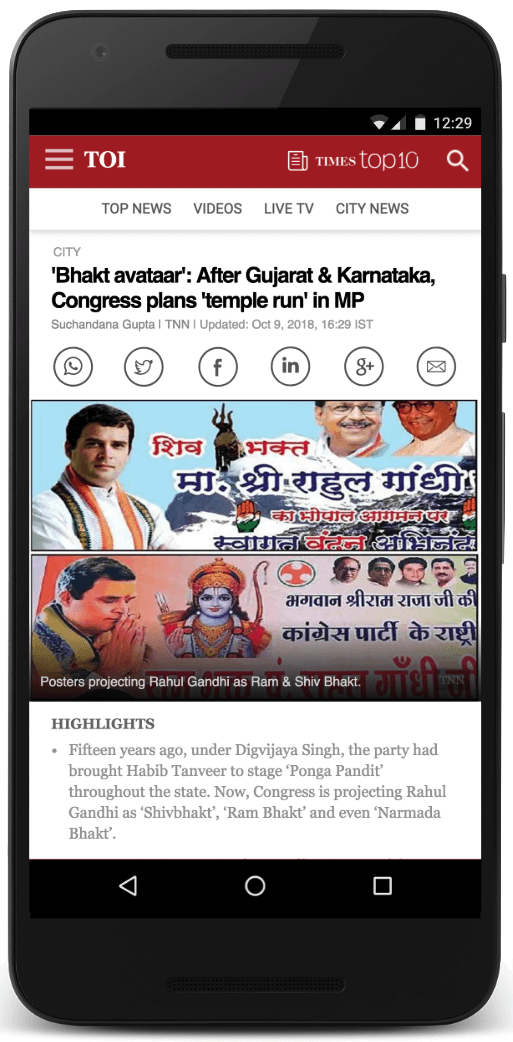 12:29
TOI TIMES top10
TOP NEWS VIDEOS LIVE TV CITY NEWS
CITY
'Bhakt avataar': After Gujarat & Karnataka,
Congress plans 'temple run' in MP
Suchandana Gupta | TNN | Updated: Oct 9, 2018, 16:29 IST
f in g+
शिव भक्त
मा. श्री राहुल गांधी
का भोपाल आगमन पर
स्वागत वंदन अभिनंद
भगवान श्रीराम राजा जी की
कांग्रेस पार्टी के राष्ट्री
गाँधी जी
Posters projecting Rahul Gandhi as Ram & Shiv Bhakt. TNN
HIGHLIGHTS
• Fifteen years ago, under Digvijaya Singh, the party had
brought Habib Tanveer to stage ‘Ponga Pandit’
throughout the state. Now, Congress is projecting Rahul
Gandhi as ‘Shivbhakt’, ‘Ram Bhakt’ and even ‘Narmada
Bhakt’.